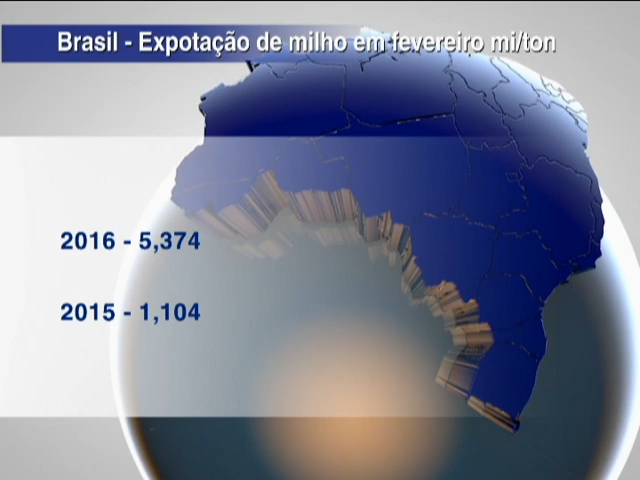 Brasil - Expotação de milho em fevereiro mi/ton
2016 - 5,374
2015 - 1,104